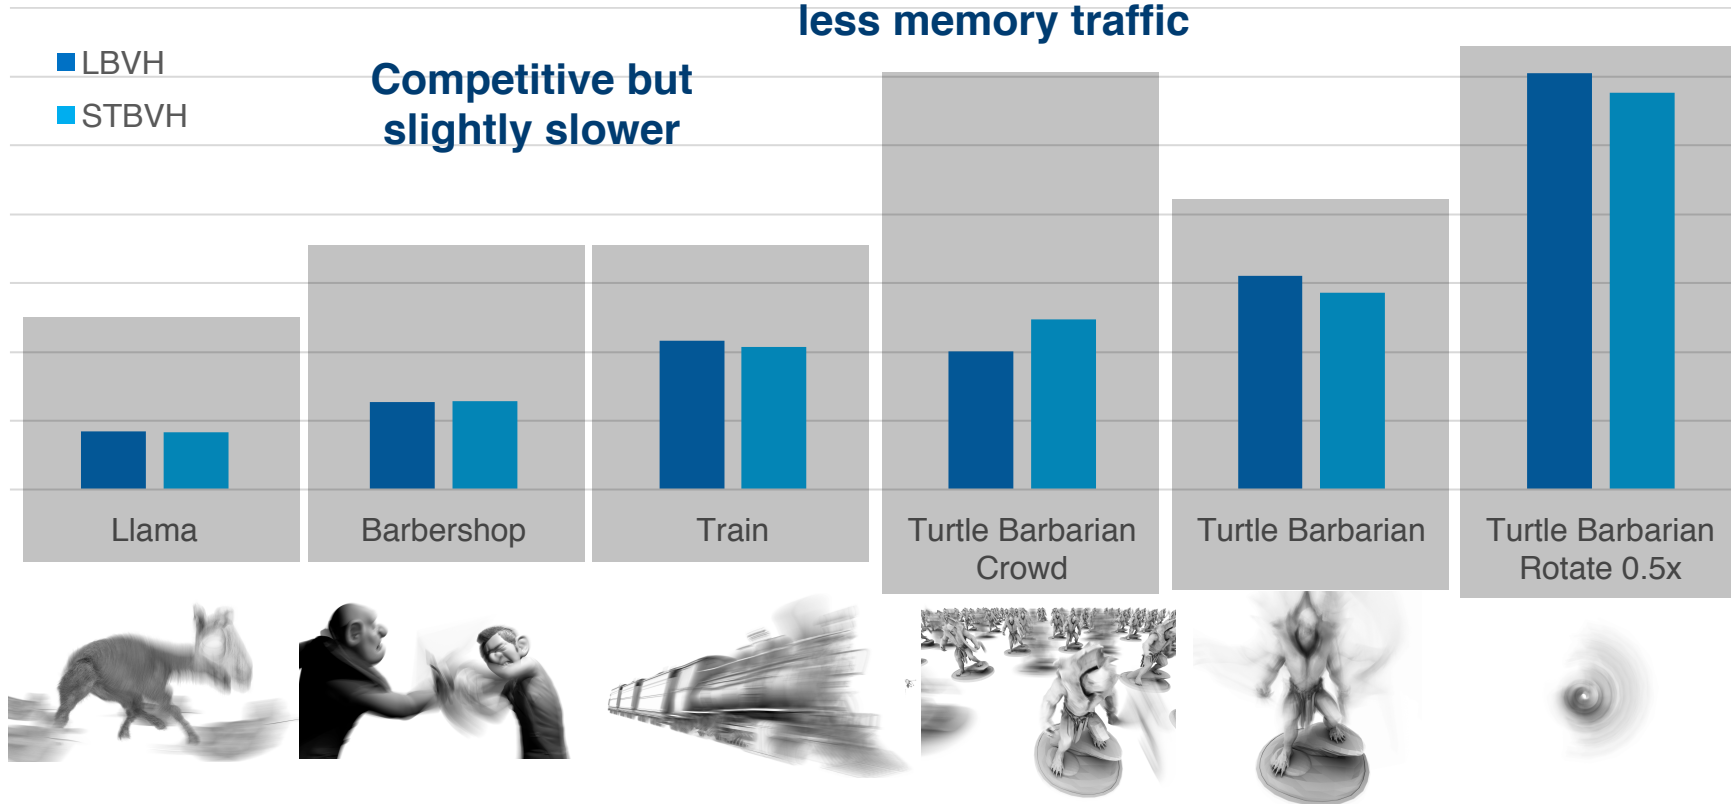 less memory traffic
LBVH
STBVH
Competitive but
slightly slower
Llama
Barbershop
Train
Turtle Barbarian
Crowd
Turtle Barbarian
Turtle Barbarian
Rotate 0.5x